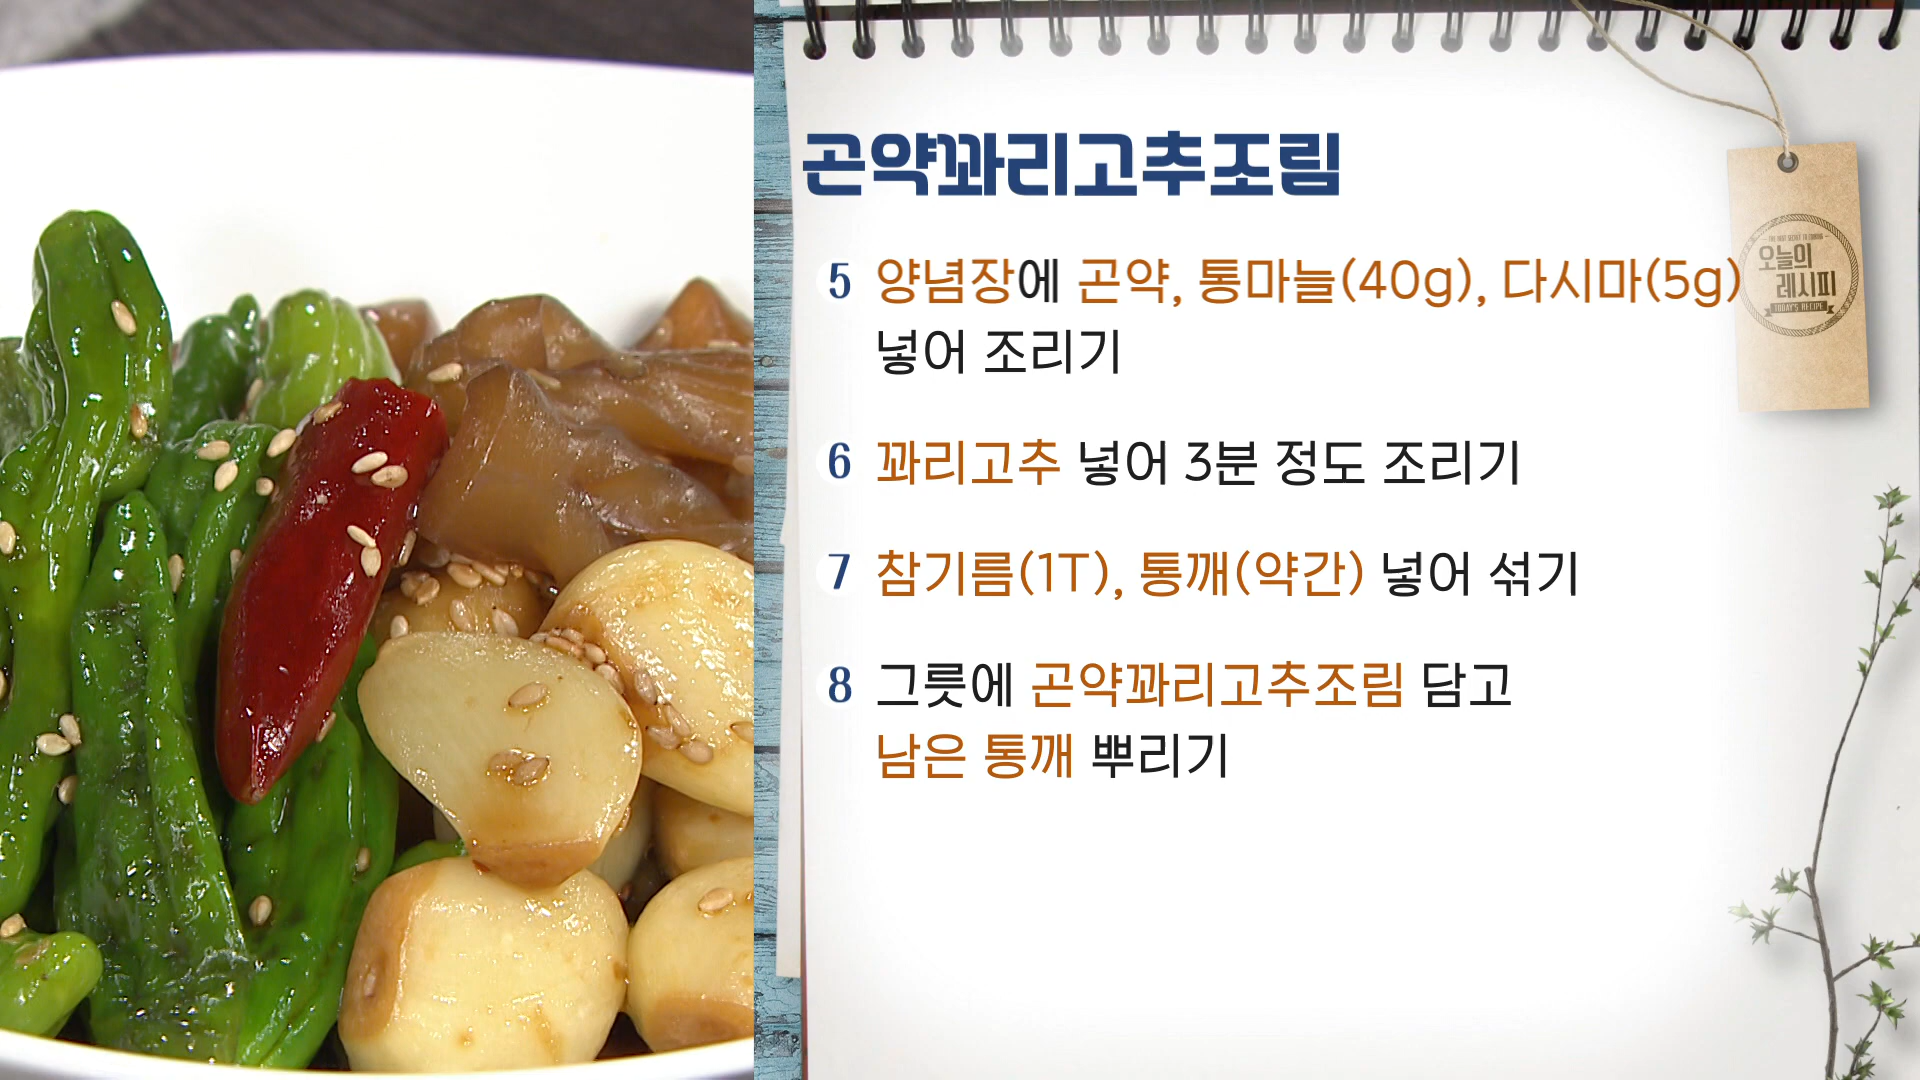 곤약꽈리고추조림
5 양념장에 곤약, 통마늘(40g), 다시마(5g)
넣어 조리기
6 꽈리고추 넣어 3분 정도 조리기
7 참기름(1T), 통깨(약간) 넣어 섞기
8 그릇에 곤약꽈리고추조림 담고
남은 통깨 뿌리기
오늘의
레시피
TODAY'S RECIPE